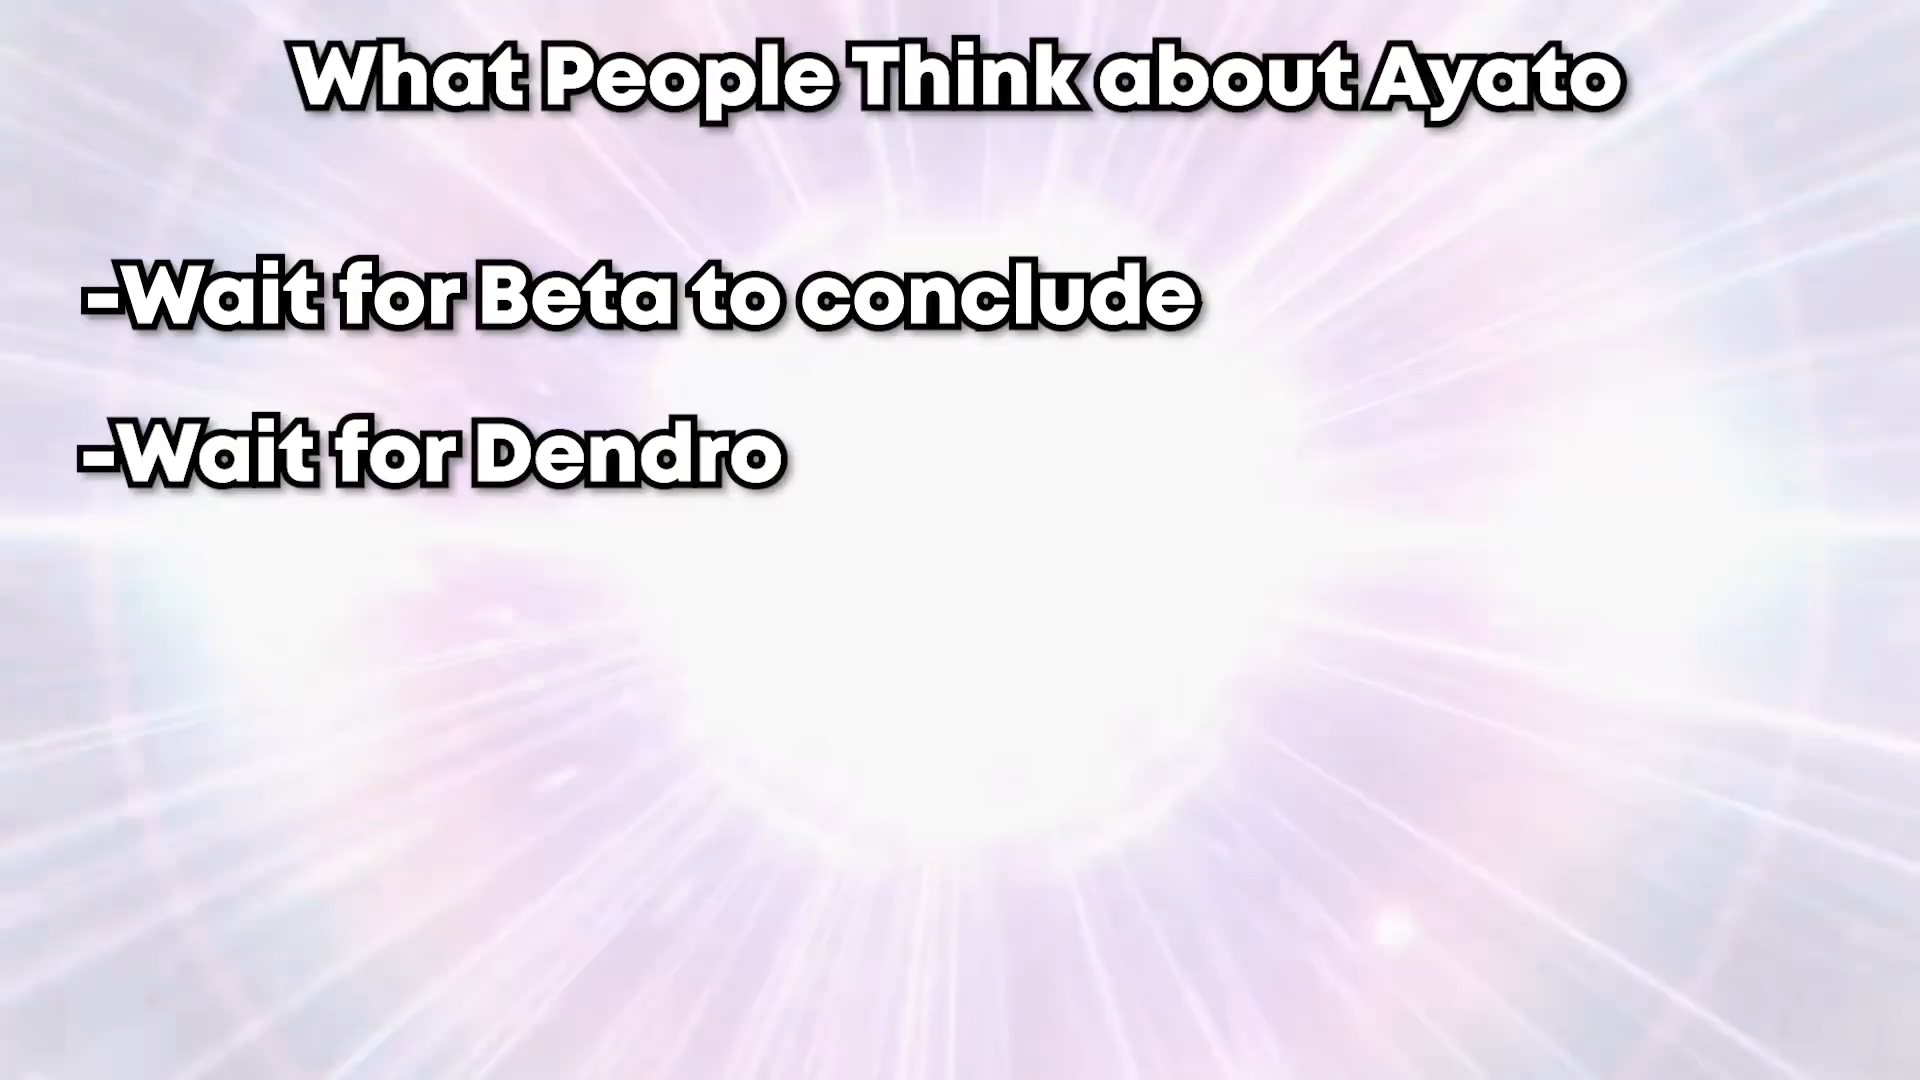 What People Think about Ayato
-Wait for Beta to conclude
-Wait for Dendro